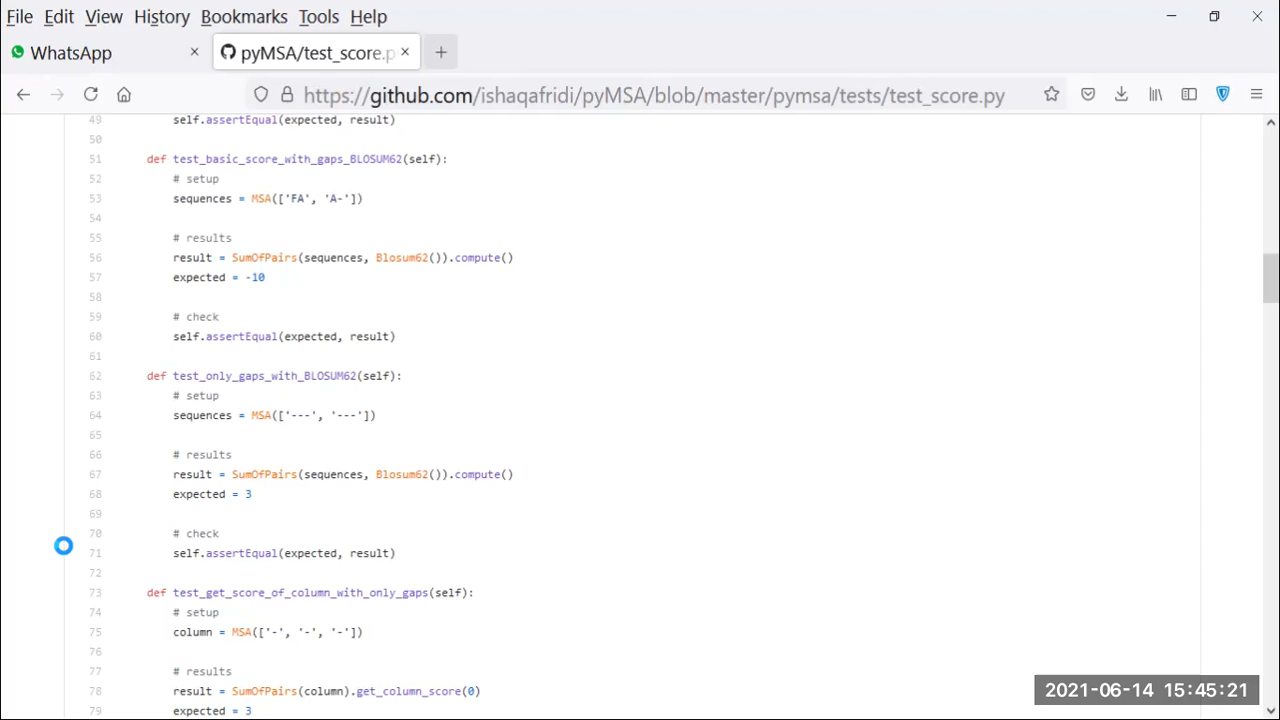 File Edit View History Bookmarks Tools Help
WhatsApp
pyMSA/test_score.p
https://github.com/ishaqafridi/pyMSA/blob/master/pymsa/tests/test_score.py
49 self.assertEqual(expected, result)
50
51 def test_basic_score_with_gaps_BLOSUM62(self):
52 # setup
53 sequences = MSA(['FA', 'A-'])
54
55 # results
56 result = SumOfPairs(sequences, Blosum62()).compute()
57 expected = -10
58
59 # check
60 self.assertEqual(expected, result)
61
62 def test_only_gaps_with_BLOSUM62(self):
63 # setup
64 sequences = MSA(['---', '---'])
65
66 # results
67 result = SumOfPairs(sequences, Blosum62()).compute()
68 expected = 3
69
70 # check
71 self.assertEqual(expected, result)
72
73 def test_get_score_of_column_with_only_gaps(self):
74 # setup
75 column = MSA(['-', '-', '-'])
76
77 # results
78 result = SumOfPairs(column).get_column_score(0)
79 expected = 3
2021-06-14 15:45:21